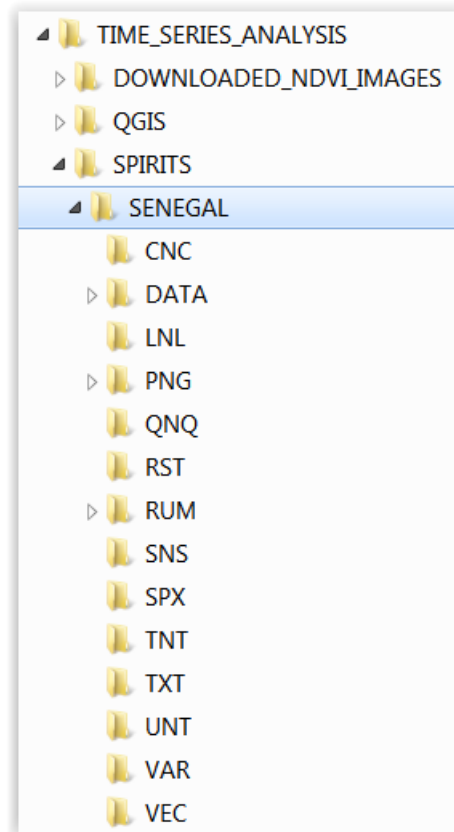 TIME_SERIES_ANALYSIS
DOWNLOADED_NDVI_IMAGES
QGIS
SPIRITS
SENEGAL
CNC
DATA
LNL
PNG
QNQ
RST
RUM
SNS
SPX
TNT
TXT
UNT
VAR
VEC